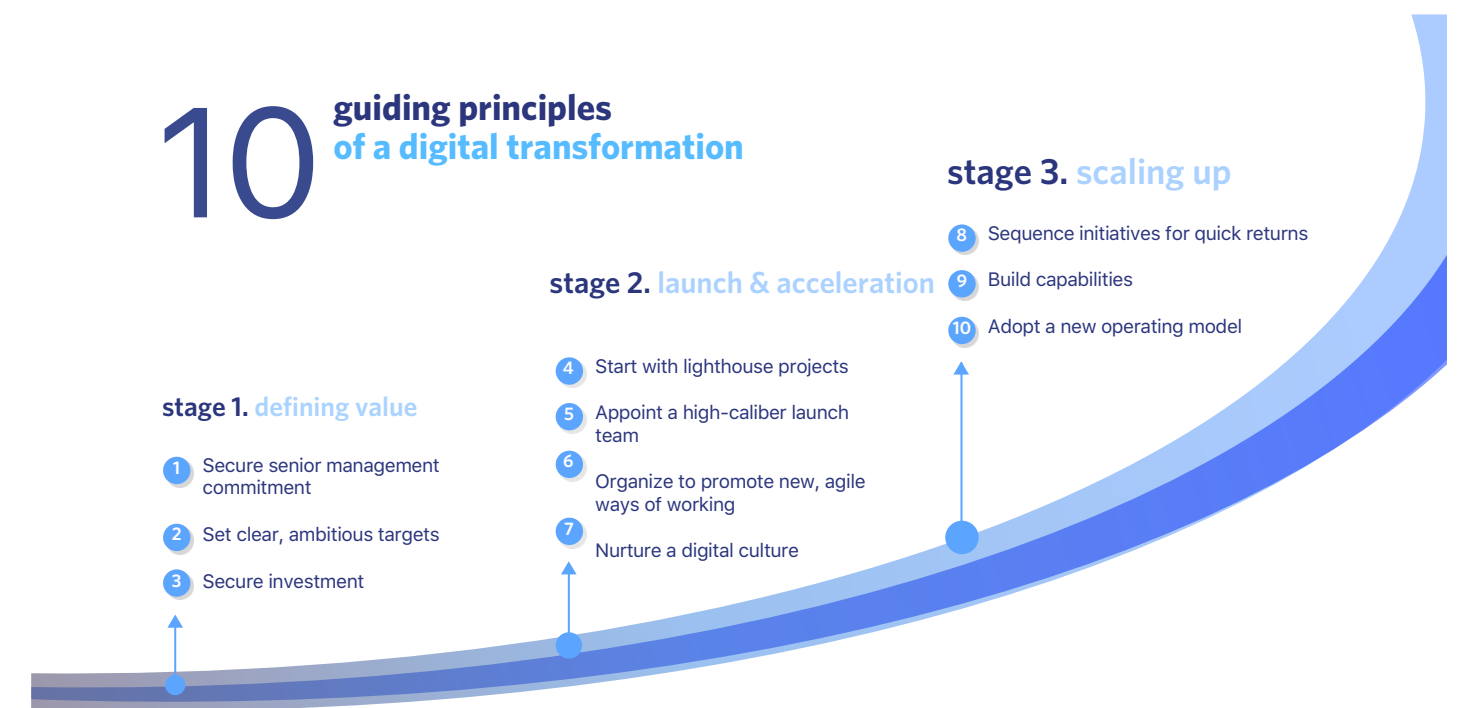 10
guiding principles
of a digital transformation
stage 1. defining value
1 Secure senior management
commitment
2 Set clear, ambitious targets
3 Secure investment
stage 2. launch & acceleration
4 Start with lighthouse projects
5 Appoint a high-caliber launch
team
6 Organize to promote new, agile
ways of working
7 Nurture a digital culture
stage 3. scaling up
8 Sequence initiatives for quick returns
9 Build capabilities
10 Adopt a new operating model